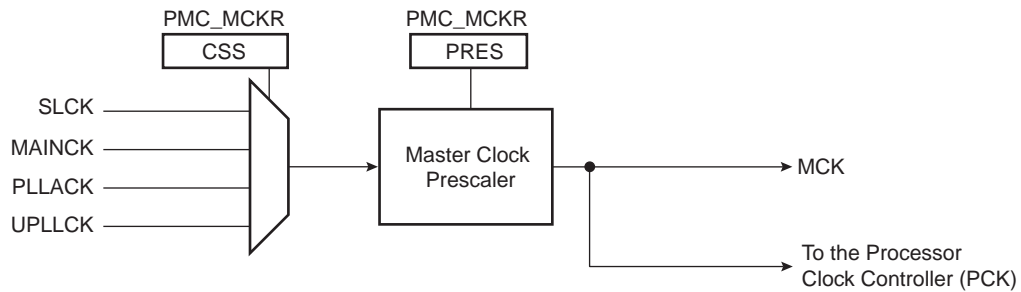 PMC_MCKR
PMC_MCKR
CSS
PRES
SLCK
MAINCK
PLLACK
UPLLCK
Master Clock
Prescaler
MCK
To the Processor
Clock Controller (PCK)